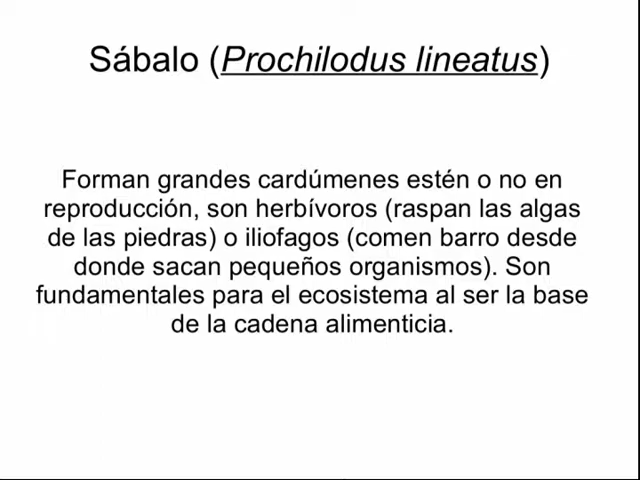 Sábalo (Prochilodus lineatus)
Forman grandes cardúmenes estén o no en
reproducción, son herbívoros (raspan las algas
de las piedras) o iliofagos (comen barro desde
donde sacan pequeños organismos). Son
fundamentales para el ecosistema al ser la base
de la cadena alimenticia.